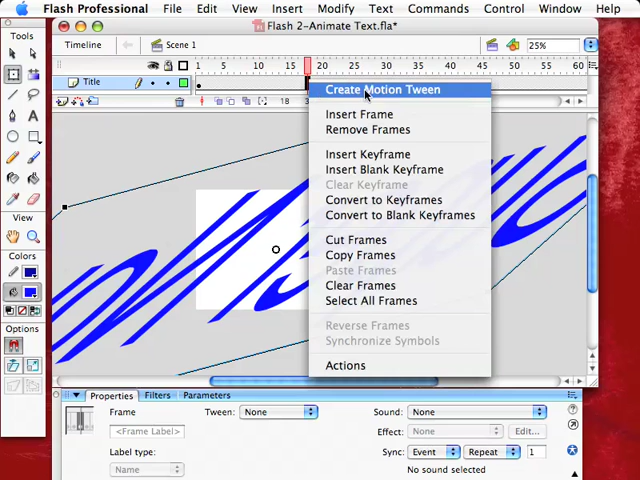 Flash Professional File Edit View Insert Modify Text Commands Control Window Help
Flash 2-Animate Text.fla*
Tools
Timeline Scene 1 25%
1 5 10 15 20 25 30 35 40 45 50 55 60
Title
18
Create Motion Tween
Insert Frame
Remove Frames
Insert Keyframe
Insert Blank Keyframe
Clear Keyframe
Convert to Keyframes
Convert to Blank Keyframes
Cut Frames
Copy Frames
Paste Frames
Clear Frames
Select All Frames
Reverse Frames
Synchronize Symbols
Actions
View
Colors
Options
Properties Filters Parameters
Frame Tween: None Sound: None
<Frame Label> Effect: None Edit...
Label type: Sync: Event Repeat 1
Name No sound selected